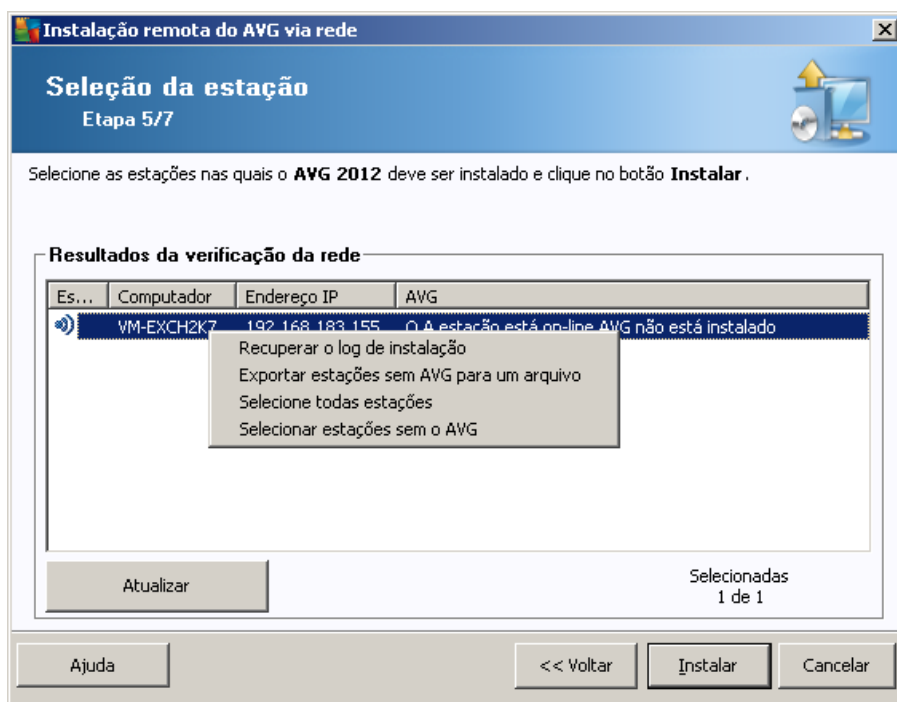 Instalação remota do AVG via rede
Seleção da estação
Etapa 5/7
Selecione as estações nas quais o AVG 2012 deve ser instalado e clique no botão Instalar.
Resultados da verificação da rede
Es... Computador Endereço IP AVG
VM-EXCH2K7 192.168.183.155 O A estação está on-line AVG não está instalado
Recuperar o log de instalação
Exportar estações sem AVG para um arquivo
Selecione todas estações
Selecionar estações sem o AVG
Atualizar
Selecionadas
1 de 1
Ajuda << Voltar Instalar Cancelar